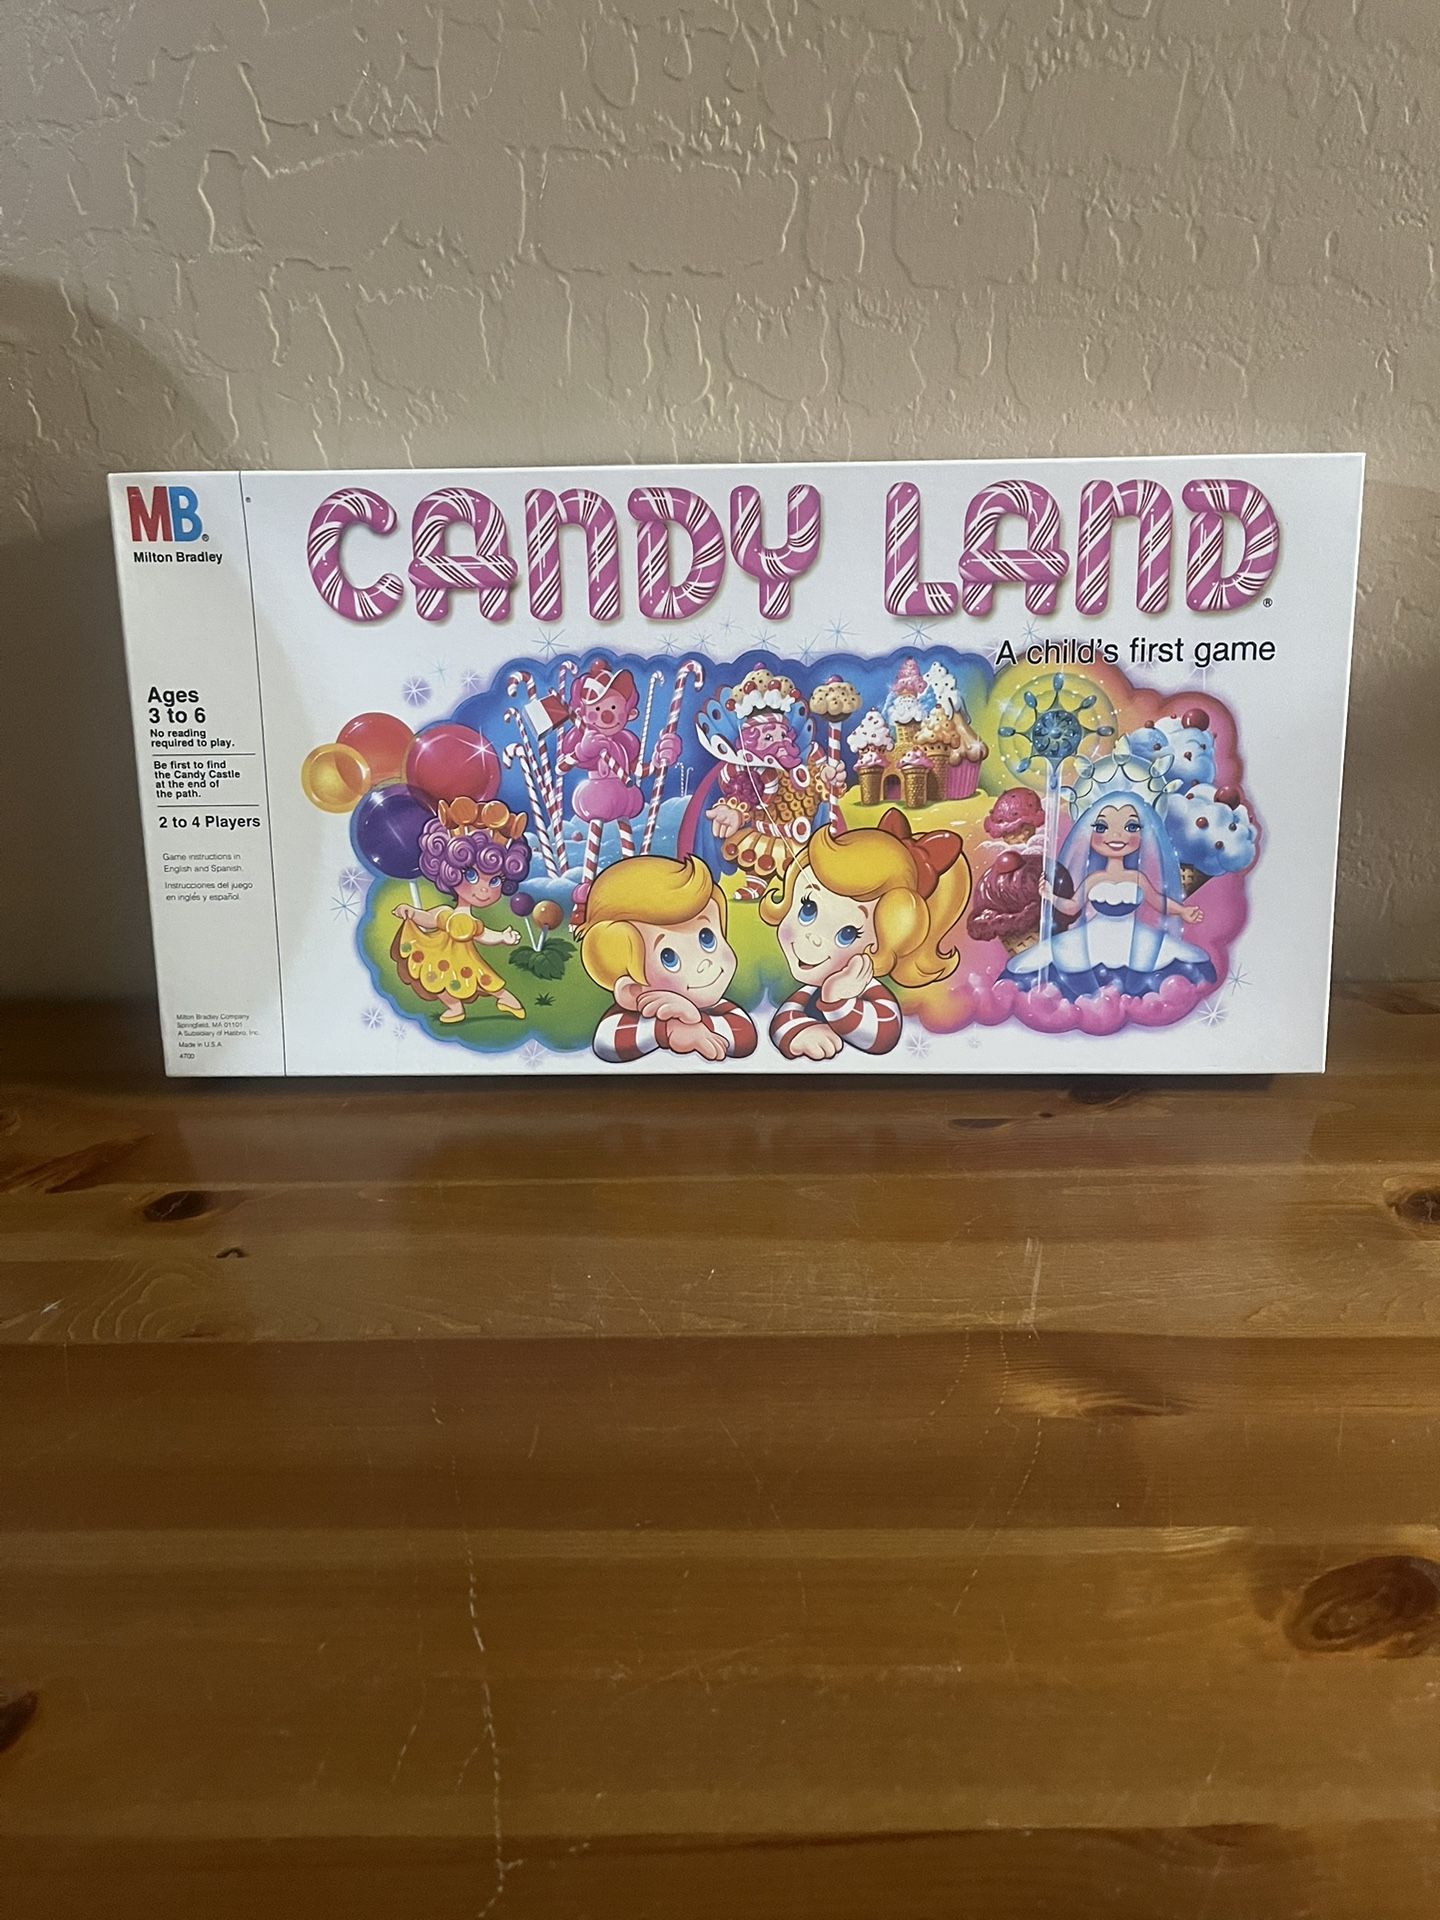 MB®
Milton Bradley
CANDY LAND®
A child's first game
Ages
3 to 6
No reading
required to play.
Be first to find
the Candy Castle
at the end of
the path.
2 to 4 Players
Game instructions in
English and Spanish.
Instrucciones del juego
en inglés y español.
Milton Bradley Company
Springfield, MA 01101
A Subsidiary of Hasbro, Inc.
Made in U.S.A.
4700